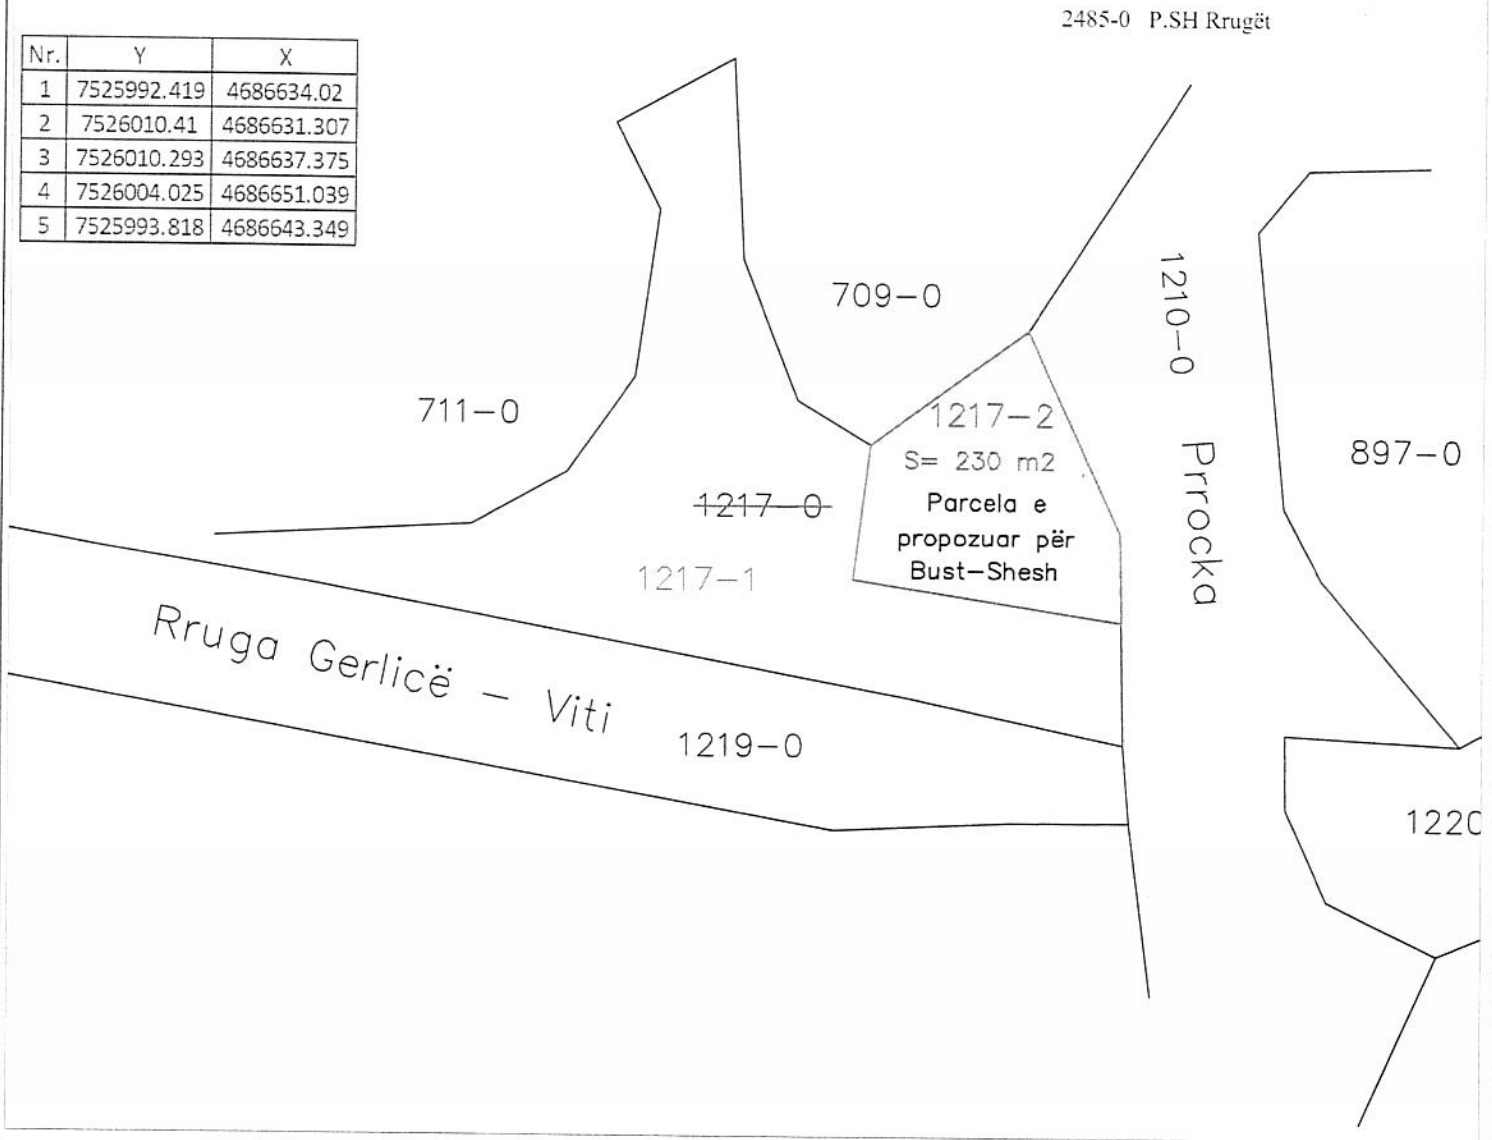 2485-0 P.SH Rrugët
Nr. Y X
1 7525992.419 4686634.02
2 7526010.41 4686631.307
3 7526010.293 4686637.375
4 7526004.025 4686651.039
5 7525993.818 4686643.349
709-0
1210-0 Prrocka
711-0
1217-2
S= 230 m2
Parcela e
propozuar për
Bust-Shesh
897-0
1217-0
1217-1
Rruga Gerlicë - Viti
1219-0
1220